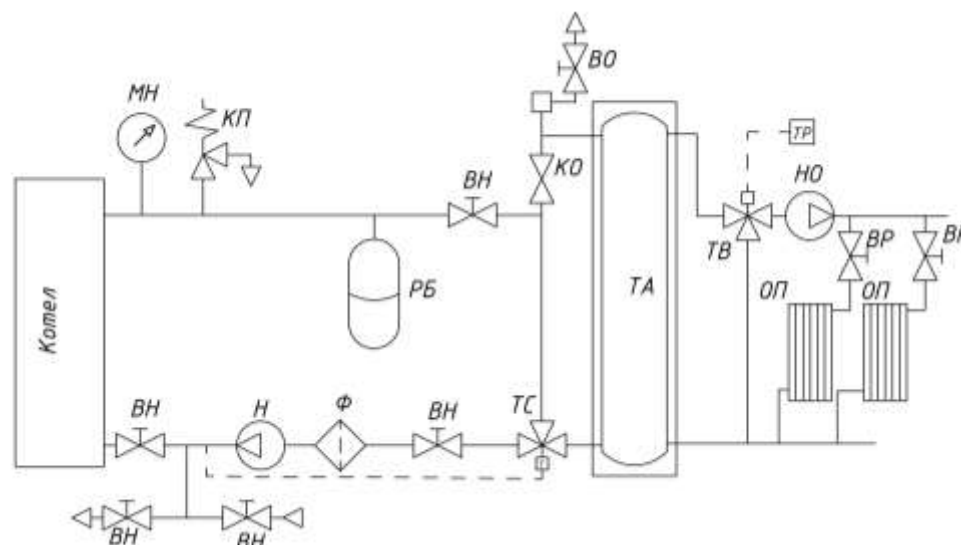 ВО
МН
КП
ТР
ВН
КО
НО
ВР
ТВ
ОП
ОП
РБ
ТА
Котел
ВН
Н
Ф
ВН
ТС
ВН
ВН